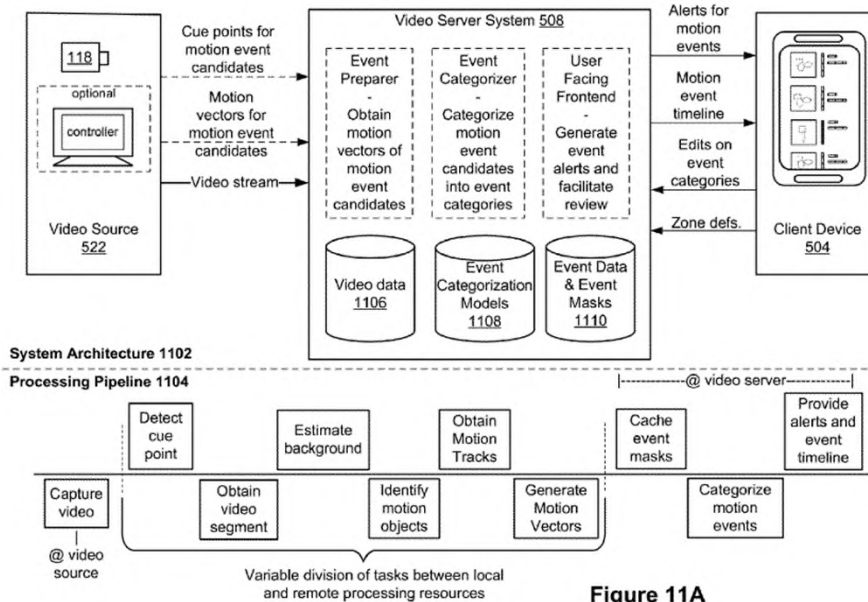 Video Server System 508
118
optional
controller
Video Source
522
Cue points for
motion event
candidates
Motion
vectors for
motion event
candidates
Video stream
Event
Preparer
-
Obtain
motion
vectors of
motion
event
candidates
Event
Categorizer
-
Categorize
motion
event
candidates
into event
categories
User
Facing
Frontend
-
Generate
event
alerts and
facilitate
review
Video data
1106
Event
Categorization
Models
1108
Event Data
& Event
Masks
1110
Alerts for
motion
events
Motion
event
timeline
Edits on
event
categories
Zone defs.
Client Device
504
System Architecture 1102
Processing Pipeline 1104
@ video server
Detect
cue
point
Estimate
background
Obtain
Motion
Tracks
Cache
event
masks
Provide
alerts and
event
timeline
Capture
video
Obtain
video
segment
Identify
motion
objects
Generate
Motion
Vectors
Categorize
motion
events
@ video
source
Variable division of tasks between local
and remote processing resources
Figure 11A